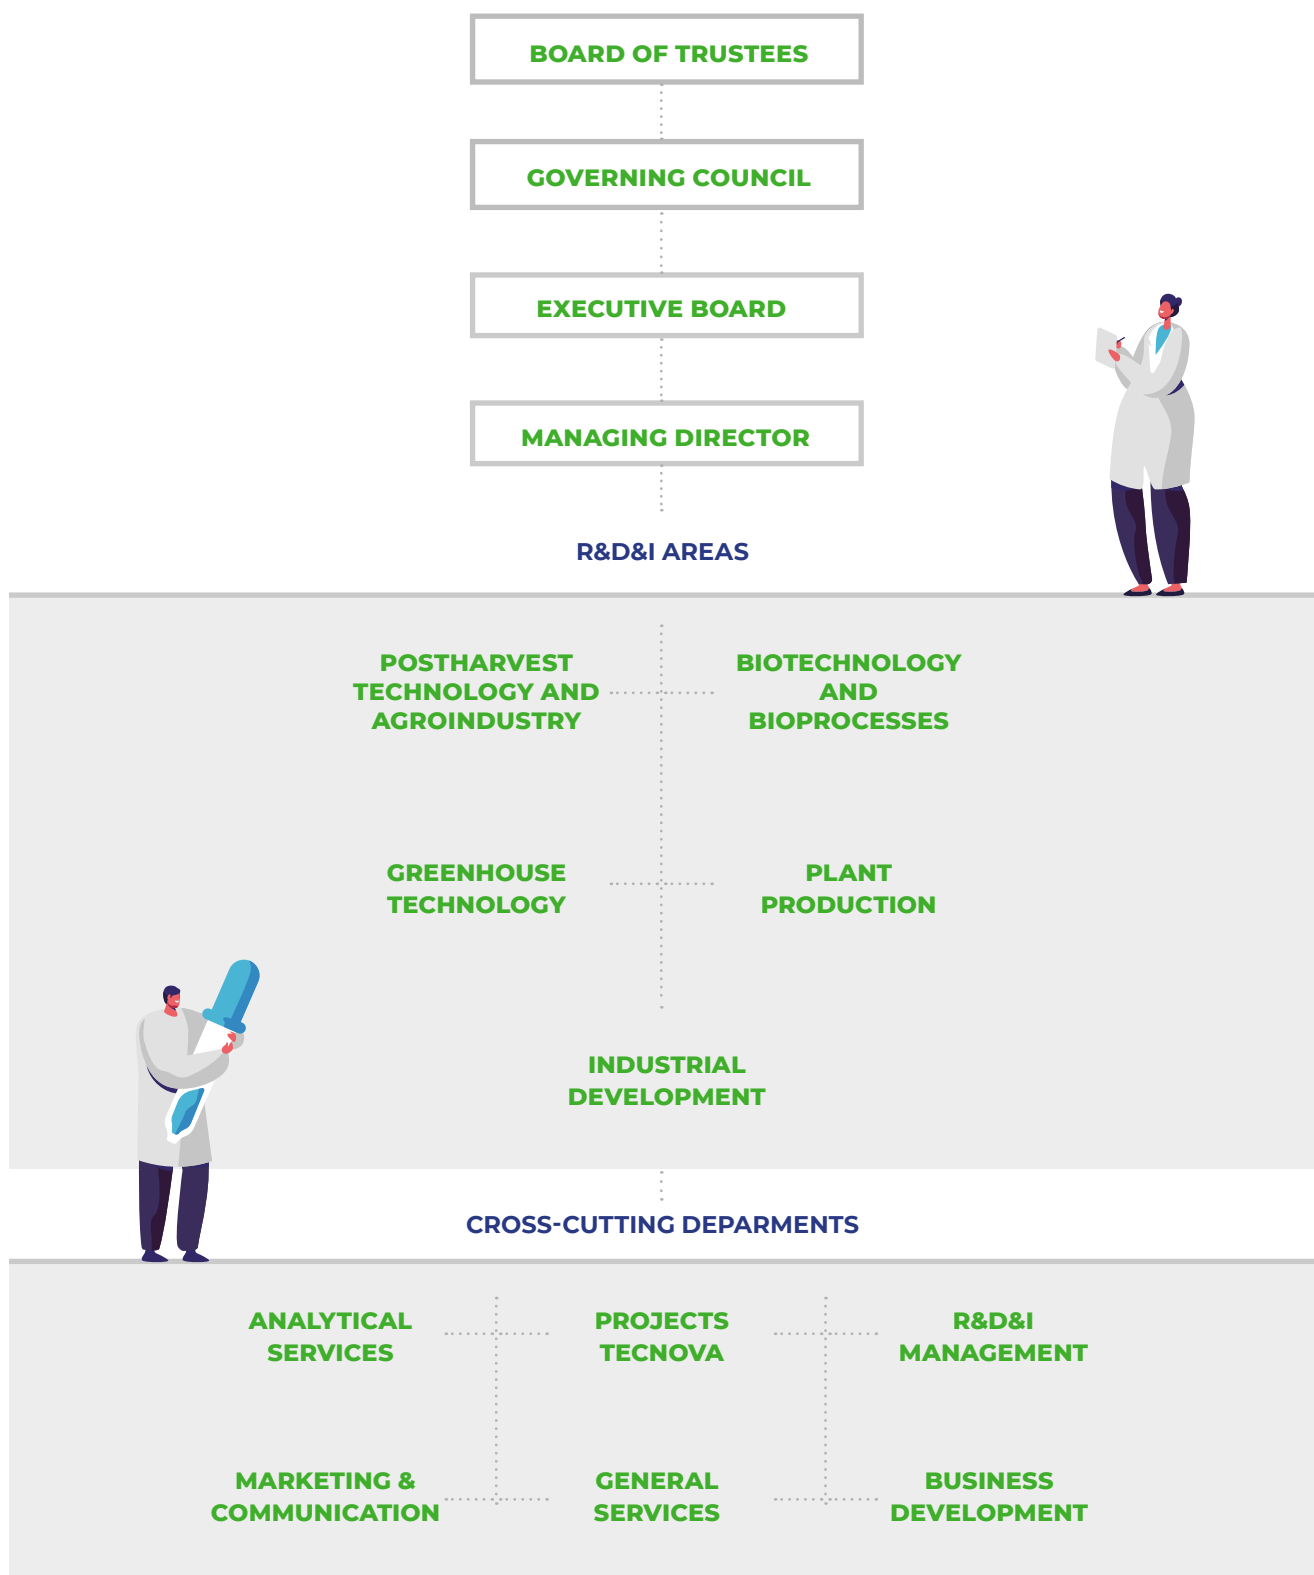 BOARD OF TRUSTEES
GOVERNING COUNCIL
EXECUTIVE BOARD
MANAGING DIRECTOR
R&D&I AREAS
POSTHARVEST
TECHNOLOGY AND
AGROINDUSTRY
BIOTECHNOLOGY
AND
BIOPROCESSES
GREENHOUSE
TECHNOLOGY
PLANT
PRODUCTION
INDUSTRIAL
DEVELOPMENT
CROSS-CUTTING DEPARMENTS
ANALYTICAL
SERVICES
PROJECTS
TECNOVA
R&D&I
MANAGEMENT
MARKETING &
COMMUNICATION
GENERAL
SERVICES
BUSINESS
DEVELOPMENT